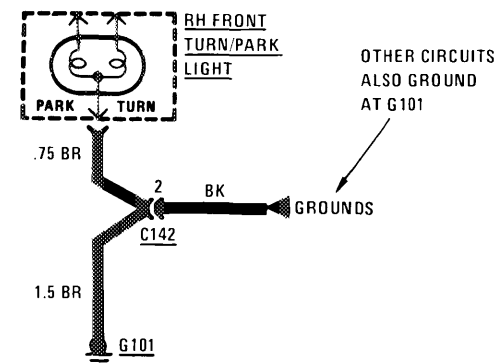 RH FRONT
TURN/PARK
LIGHT
PARK TURN
OTHER CIRCUITS
ALSO GROUND
AT G101
.75 BR
2
BK
GROUNDS
C142
1.5 BR
G101